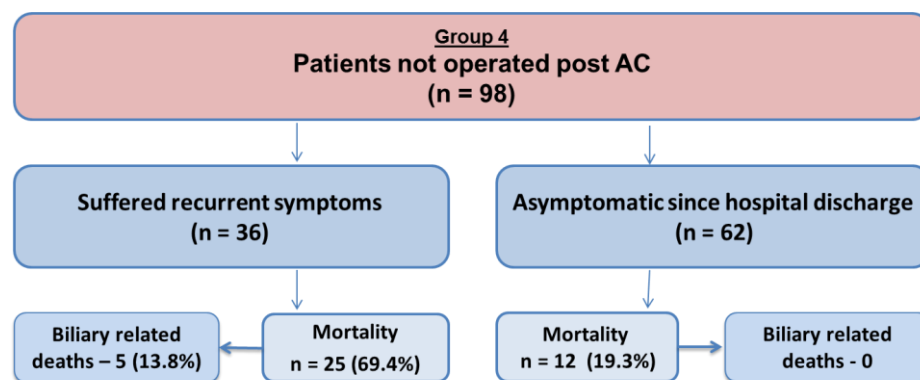 Group 4
Patients not operated post AC
(n = 98)
Suffered recurrent symptoms
(n = 36)
Asymptomatic since hospital discharge
(n = 62)
Biliary related
deaths – 5 (13.8%)
Mortality
n = 25 (69.4%)
Mortality
n = 12 (19.3%)
Biliary related
deaths - 0